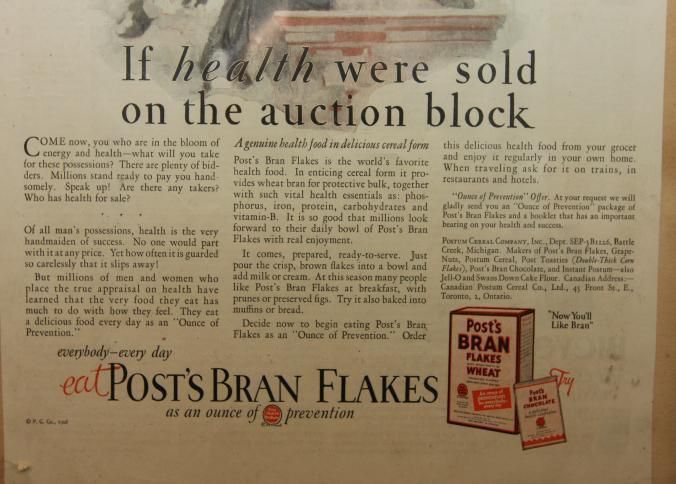 If health were sold
on the auction block
COME now, you who are in the bloom of
energy and health—what will you take
for these possessions? There are plenty of bid-
ders. Millions stand ready to pay you hand-
somely. Speak up! Are there any takers?
Who has health for sale?
. . .
Of all man's possessions, health is the very
handmaiden of success. No one would part
with it at any price. Yet how often it is guarded
so carelessly that it slips away!
But millions of men and women who
place the true appraisal on health have
learned that the very food they eat has
much to do with how they feel. They eat
a delicious food every day as an "Ounce of
Prevention."
A genuine health food in delicious cereal form
Post's Bran Flakes is the world's favorite
health food. In enticing cereal form it pro-
vides wheat bran for protective bulk, together
with such vital health essentials as: phos-
phorus, iron, protein, carbohydrates and
vitamin-B. It is so good that millions look
forward to their daily bowl of Post's Bran
Flakes with real enjoyment.
It comes, prepared, ready-to-serve. Just
pour the crisp, brown flakes into a bowl and
add milk or cream. At this season many people
like Post's Bran Flakes at breakfast, with
prunes or preserved figs. Try it also baked into
muffins or bread.
Decide now to begin eating Post's Bran
Flakes as an "Ounce of Prevention." Order
this delicious health food from your grocer
and enjoy it regularly in your own home.
When traveling ask for it on trains, in
restaurants and hotels.
"Ounce of Prevention" Offer. At your request we will
gladly send you an "Ounce of Prevention" package of
Post's Bran Flakes and a booklet that has an important
bearing on your health and success.
POSTUM CEREAL COMPANY, INC., Dept. SEP-3B1226, Battle
Creek, Michigan. Makers of Post's Bran Flakes, Grape-
Nuts, Postum Cereal, Post Toasties (Double-Thick Corn
Flakes), Post's Bran Chocolate, and Instant Postum—also
Jell-O and Swans Down Cake Flour. Canadian Address:—
Canadian Postum Cereal Co., Ltd., 45 Front St., E.,
Toronto, 2, Ontario.
everybody—every day
eat POST'S BRAN FLAKES
as an ounce of prevention
Post's
BRAN
FLAKES
WHEAT
"Now You'll
Like Bran"
Try
Post's
BRAN
CHOCOLATE
© P. C. Co., 1926